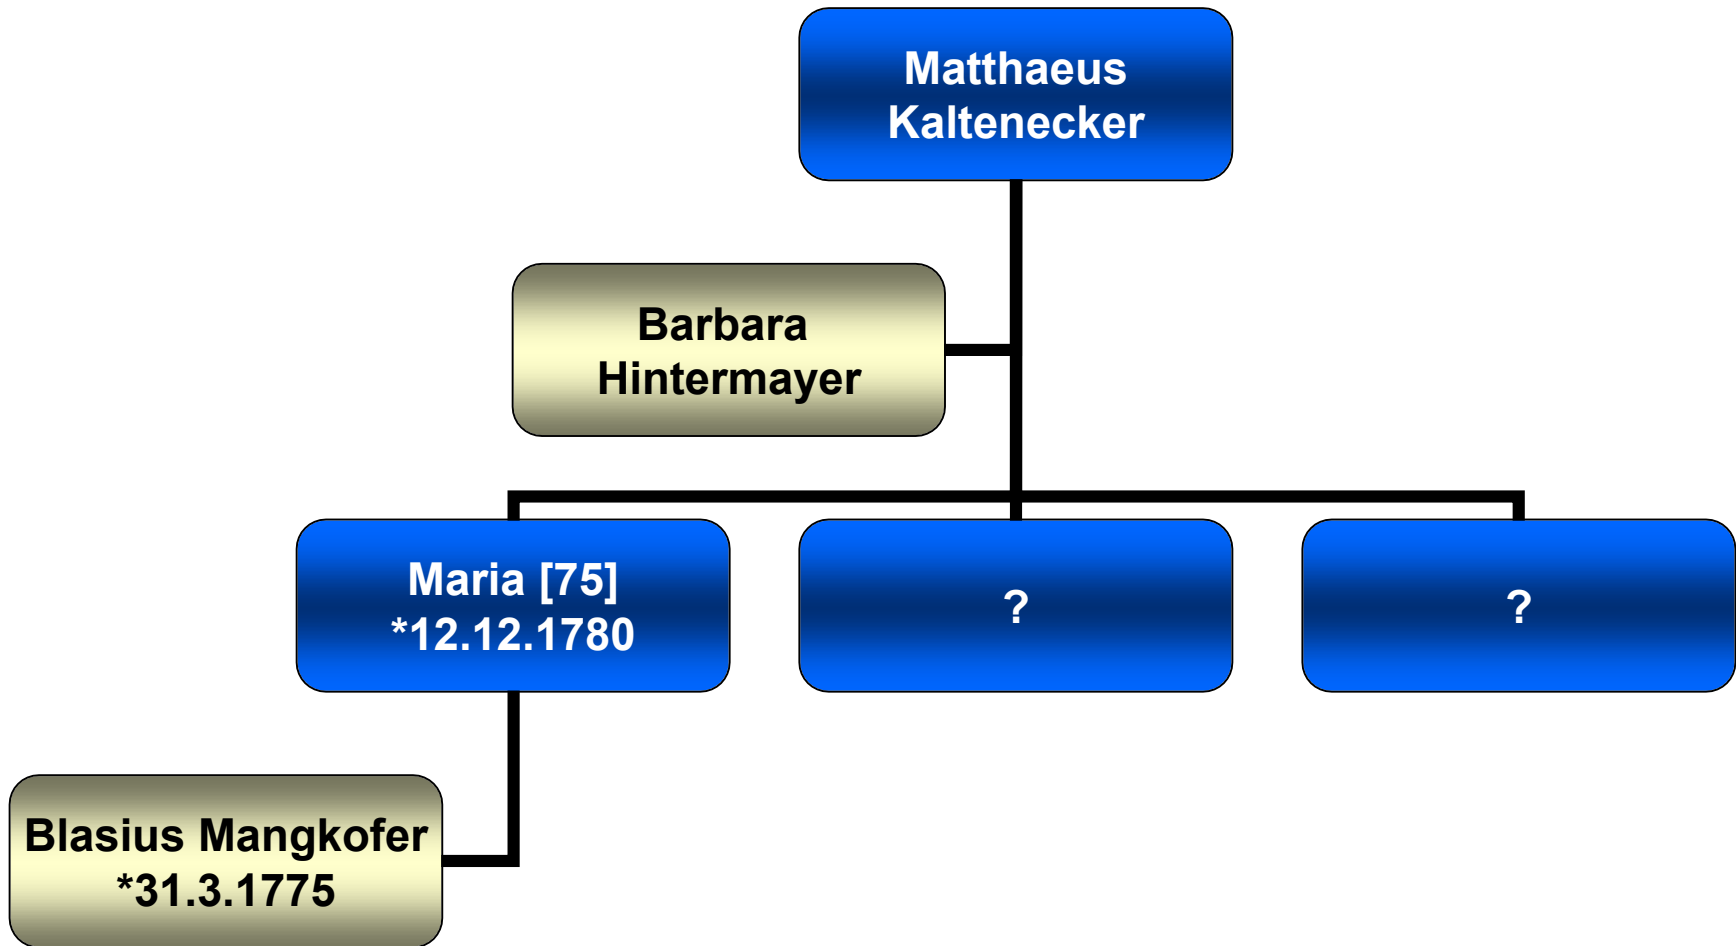 Matthaeus
Kaltenecker
Barbara
Hintermayer
Maria [75]
*12.12.1780
?
?
Blasius Mangkofer
*31.3.1775